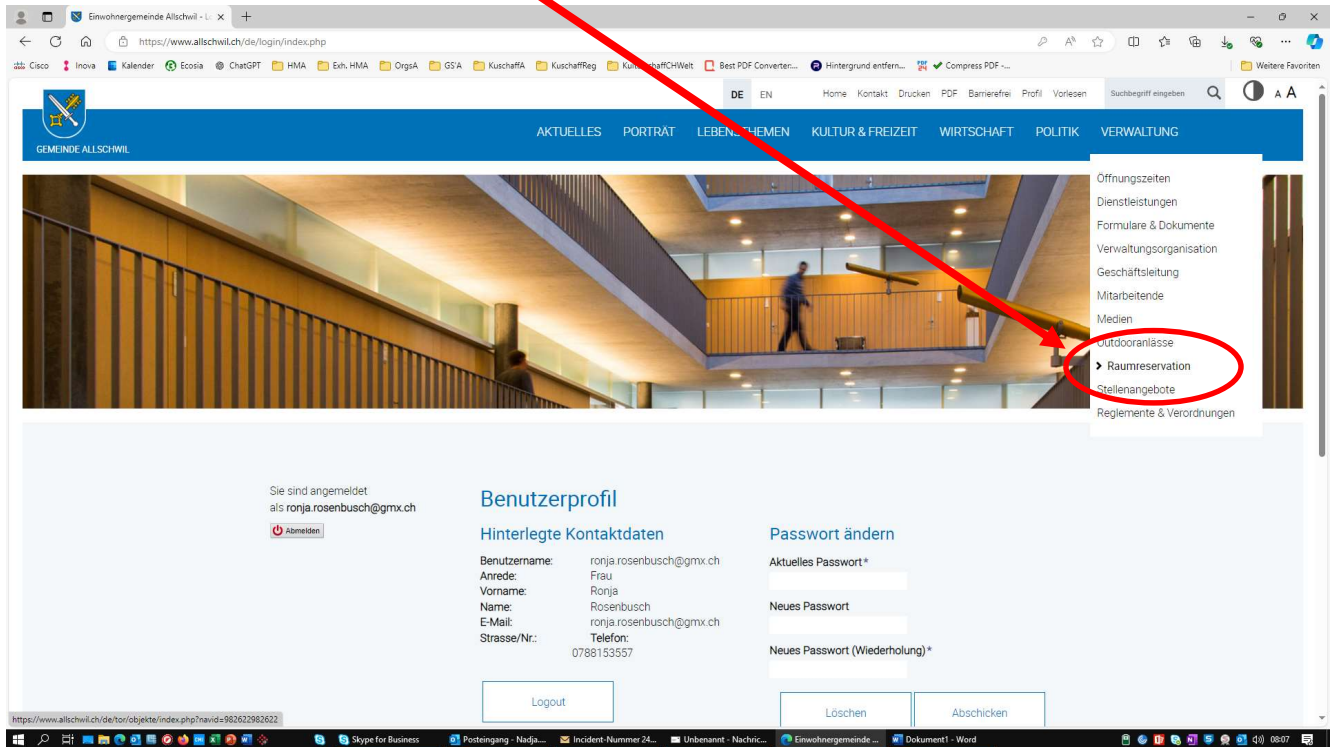 Einwohnergemeinde Allschwil - L
https://www.allschwil.ch/de/login/index.php
Cisco Inova Kalender Ecosia ChatGPT HMA Exh. HMA OrgsA GS'A KuschaffA KuschaffReg Best PDF Converter:... Hintergrund entfern... Compress PDF -... Weitere Favoriten
DE EN Home Kontakt Drucken PDF Barrierefrei Profil Vorlesen Suchbegriff eingeben A A
GEMEINDE ALLSCHWIL
AKTUELLES PORTRÄT LEBENSTHEMEN KULTUR & FREIZEIT WIRTSCHAFT POLITIK VERWALTUNG
Öffnungszeiten
Dienstleistungen
Formulare & Dokumente
Verwaltungsorganisation
Geschäftsleitung
Mitarbeitende
Medien
Outdooranlässe
Raumreservation
Stellenangebote
Reglemente & Verordnungen
Sie sind angemeldet
als ronja.rosenbusch@gmx.ch
Abmelden
Benutzerprofil
Hinterlegte Kontaktdaten
Benutzername: ronja.rosenbusch@gmx.ch
Anrede: Frau
Vorname: Ronja
Name: Rosenbusch
E-Mail: ronja.rosenbusch@gmx.ch
Strasse/Nr.: Telefon:
0788153557
Logout
Passwort ändern
Aktuelles Passwort*
Neues Passwort
Neues Passwort (Wiederholung)*
Löschen Abschicken
https://www.allschwil.ch/de/tor/objekte/index.php?navid=982622982622
Skype for Business Posteingang - Nadja.... Incident-Nummer 24... Unbenannt - Nachric... Einwohnergemeinde ... Dokument1 - Word 08:07